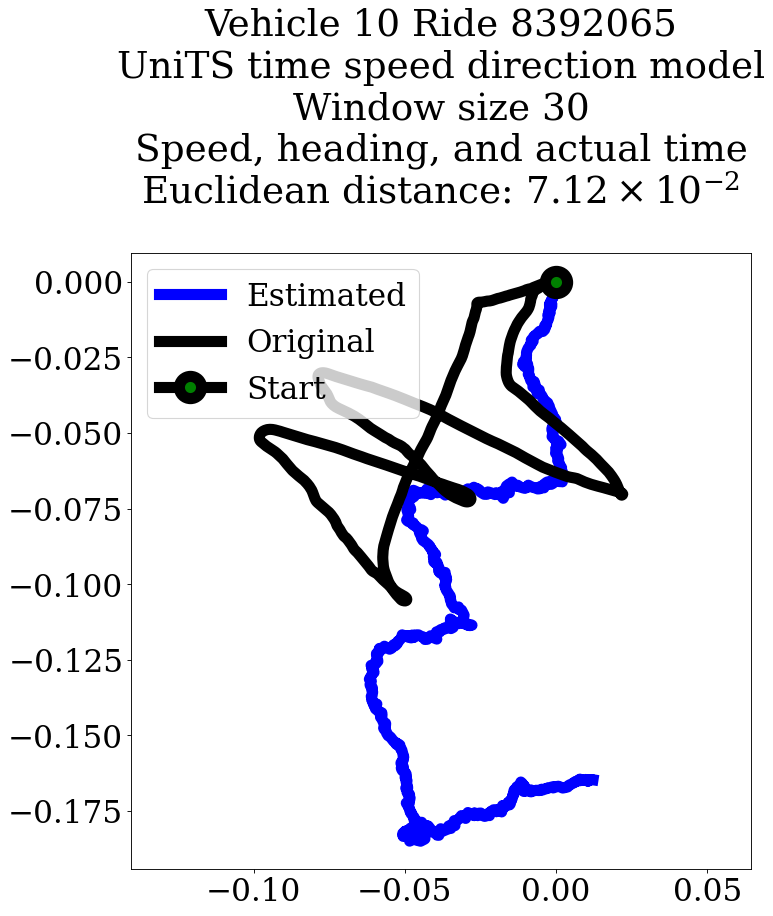 Vehicle 10 Ride 8392065
UniTS time speed direction model
Window size 30
Speed, heading, and actual time
Euclidean distance: 7.12 × 10⁻²
Estimated
Original
Start
0.000
−0.025
−0.050
−0.075
−0.100
−0.125
−0.150
−0.175
−0.10 −0.05 0.00 0.05